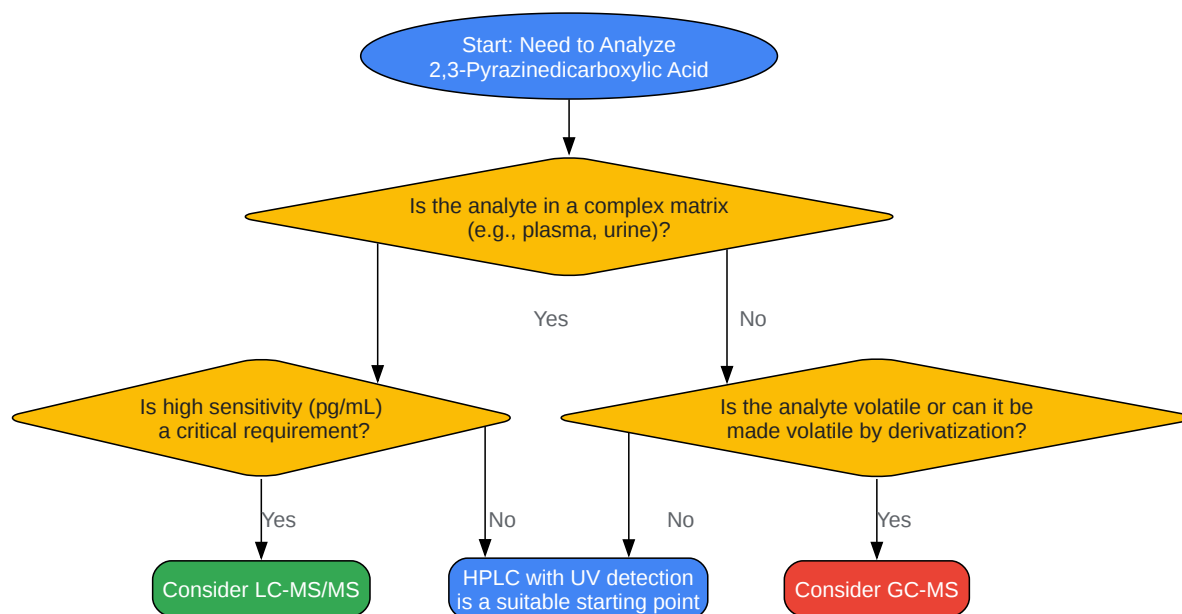 Start: Need to Analyze
2,3-Pyrazinedicarboxylic Acid
Is the analyte in a complex matrix
(e.g., plasma, urine)?
Yes
No
Is high sensitivity (pg/mL)
a critical requirement?
Is the analyte volatile or can it be
made volatile by derivatization?
Yes
No
No
Yes
Consider LC-MS/MS
HPLC with UV detection
is a suitable starting point
Consider GC-MS